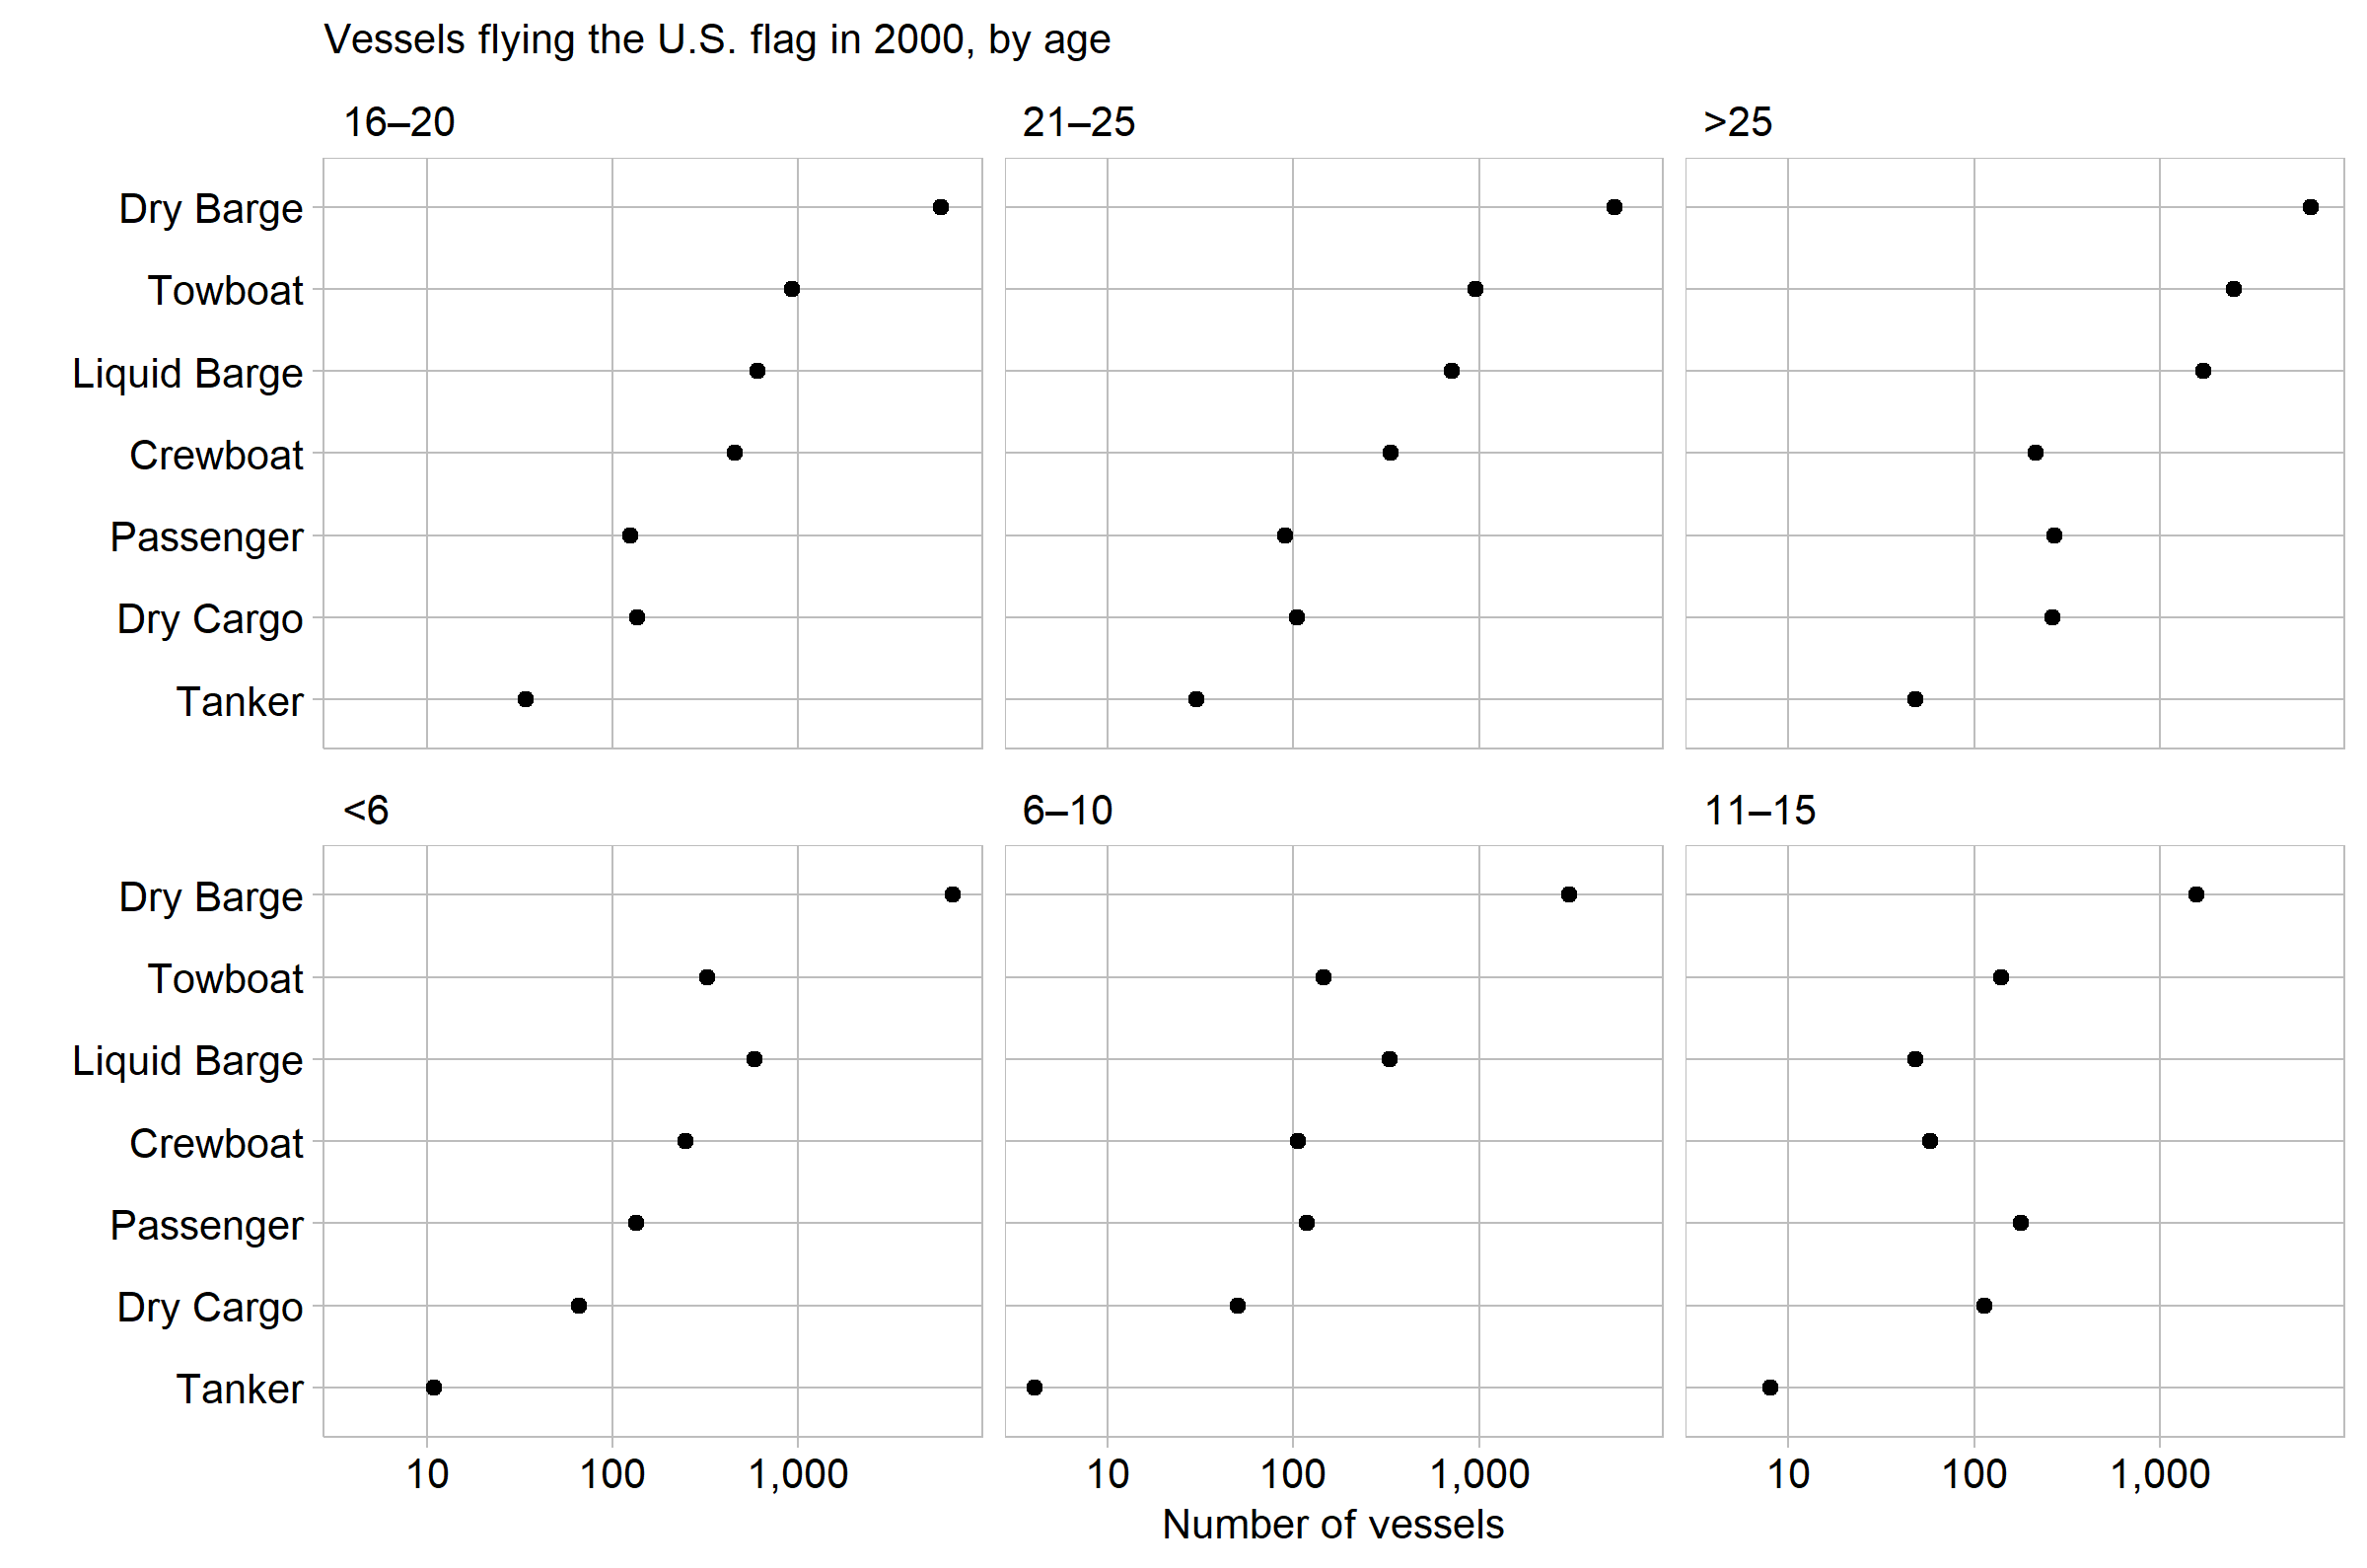 Vessels flying the U.S. flag in 2000, by age
16–20
21–25
>25
Dry Barge
Towboat
Liquid Barge
Crewboat
Passenger
Dry Cargo
Tanker
<6
6–10
11–15
Dry Barge
Towboat
Liquid Barge
Crewboat
Passenger
Dry Cargo
Tanker
10 100 1,000
10 100 1,000
10 100 1,000
Number of vessels